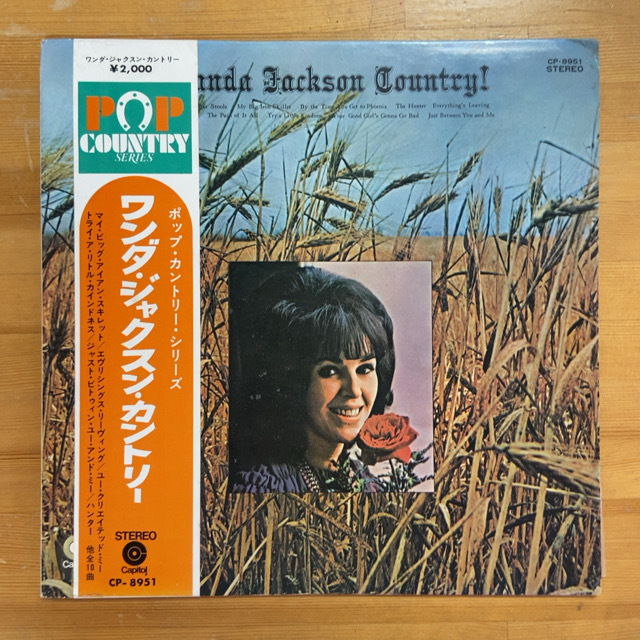 ワンダ・ジャクスン・カントリー
¥2,000
POP
COUNTRY
SERIES
ポップ・カントリー・シリーズ
ワンダ・ジャクスン・カントリー
マイ・ビッグ・アイアン・スキレット/エヴリシングス・リーヴィング/ユー・クリエイテッド・ミー
トライ・ア・リトル・カインドネス/ジャスト・ビトウィン・ユー・アンド・ミー/ハンター
他全10曲
STEREO
Capitol
CP-8951
CP-8951
STEREO
anda Jackson Country!
Stools My Big Iron Skillet By the Time You Get to Phoenix The Hunter Everything's Leaving
The Pain of It All Try a Little Kindness Good Girl's Gonna Go Bad Just Between You and Me
Capitol